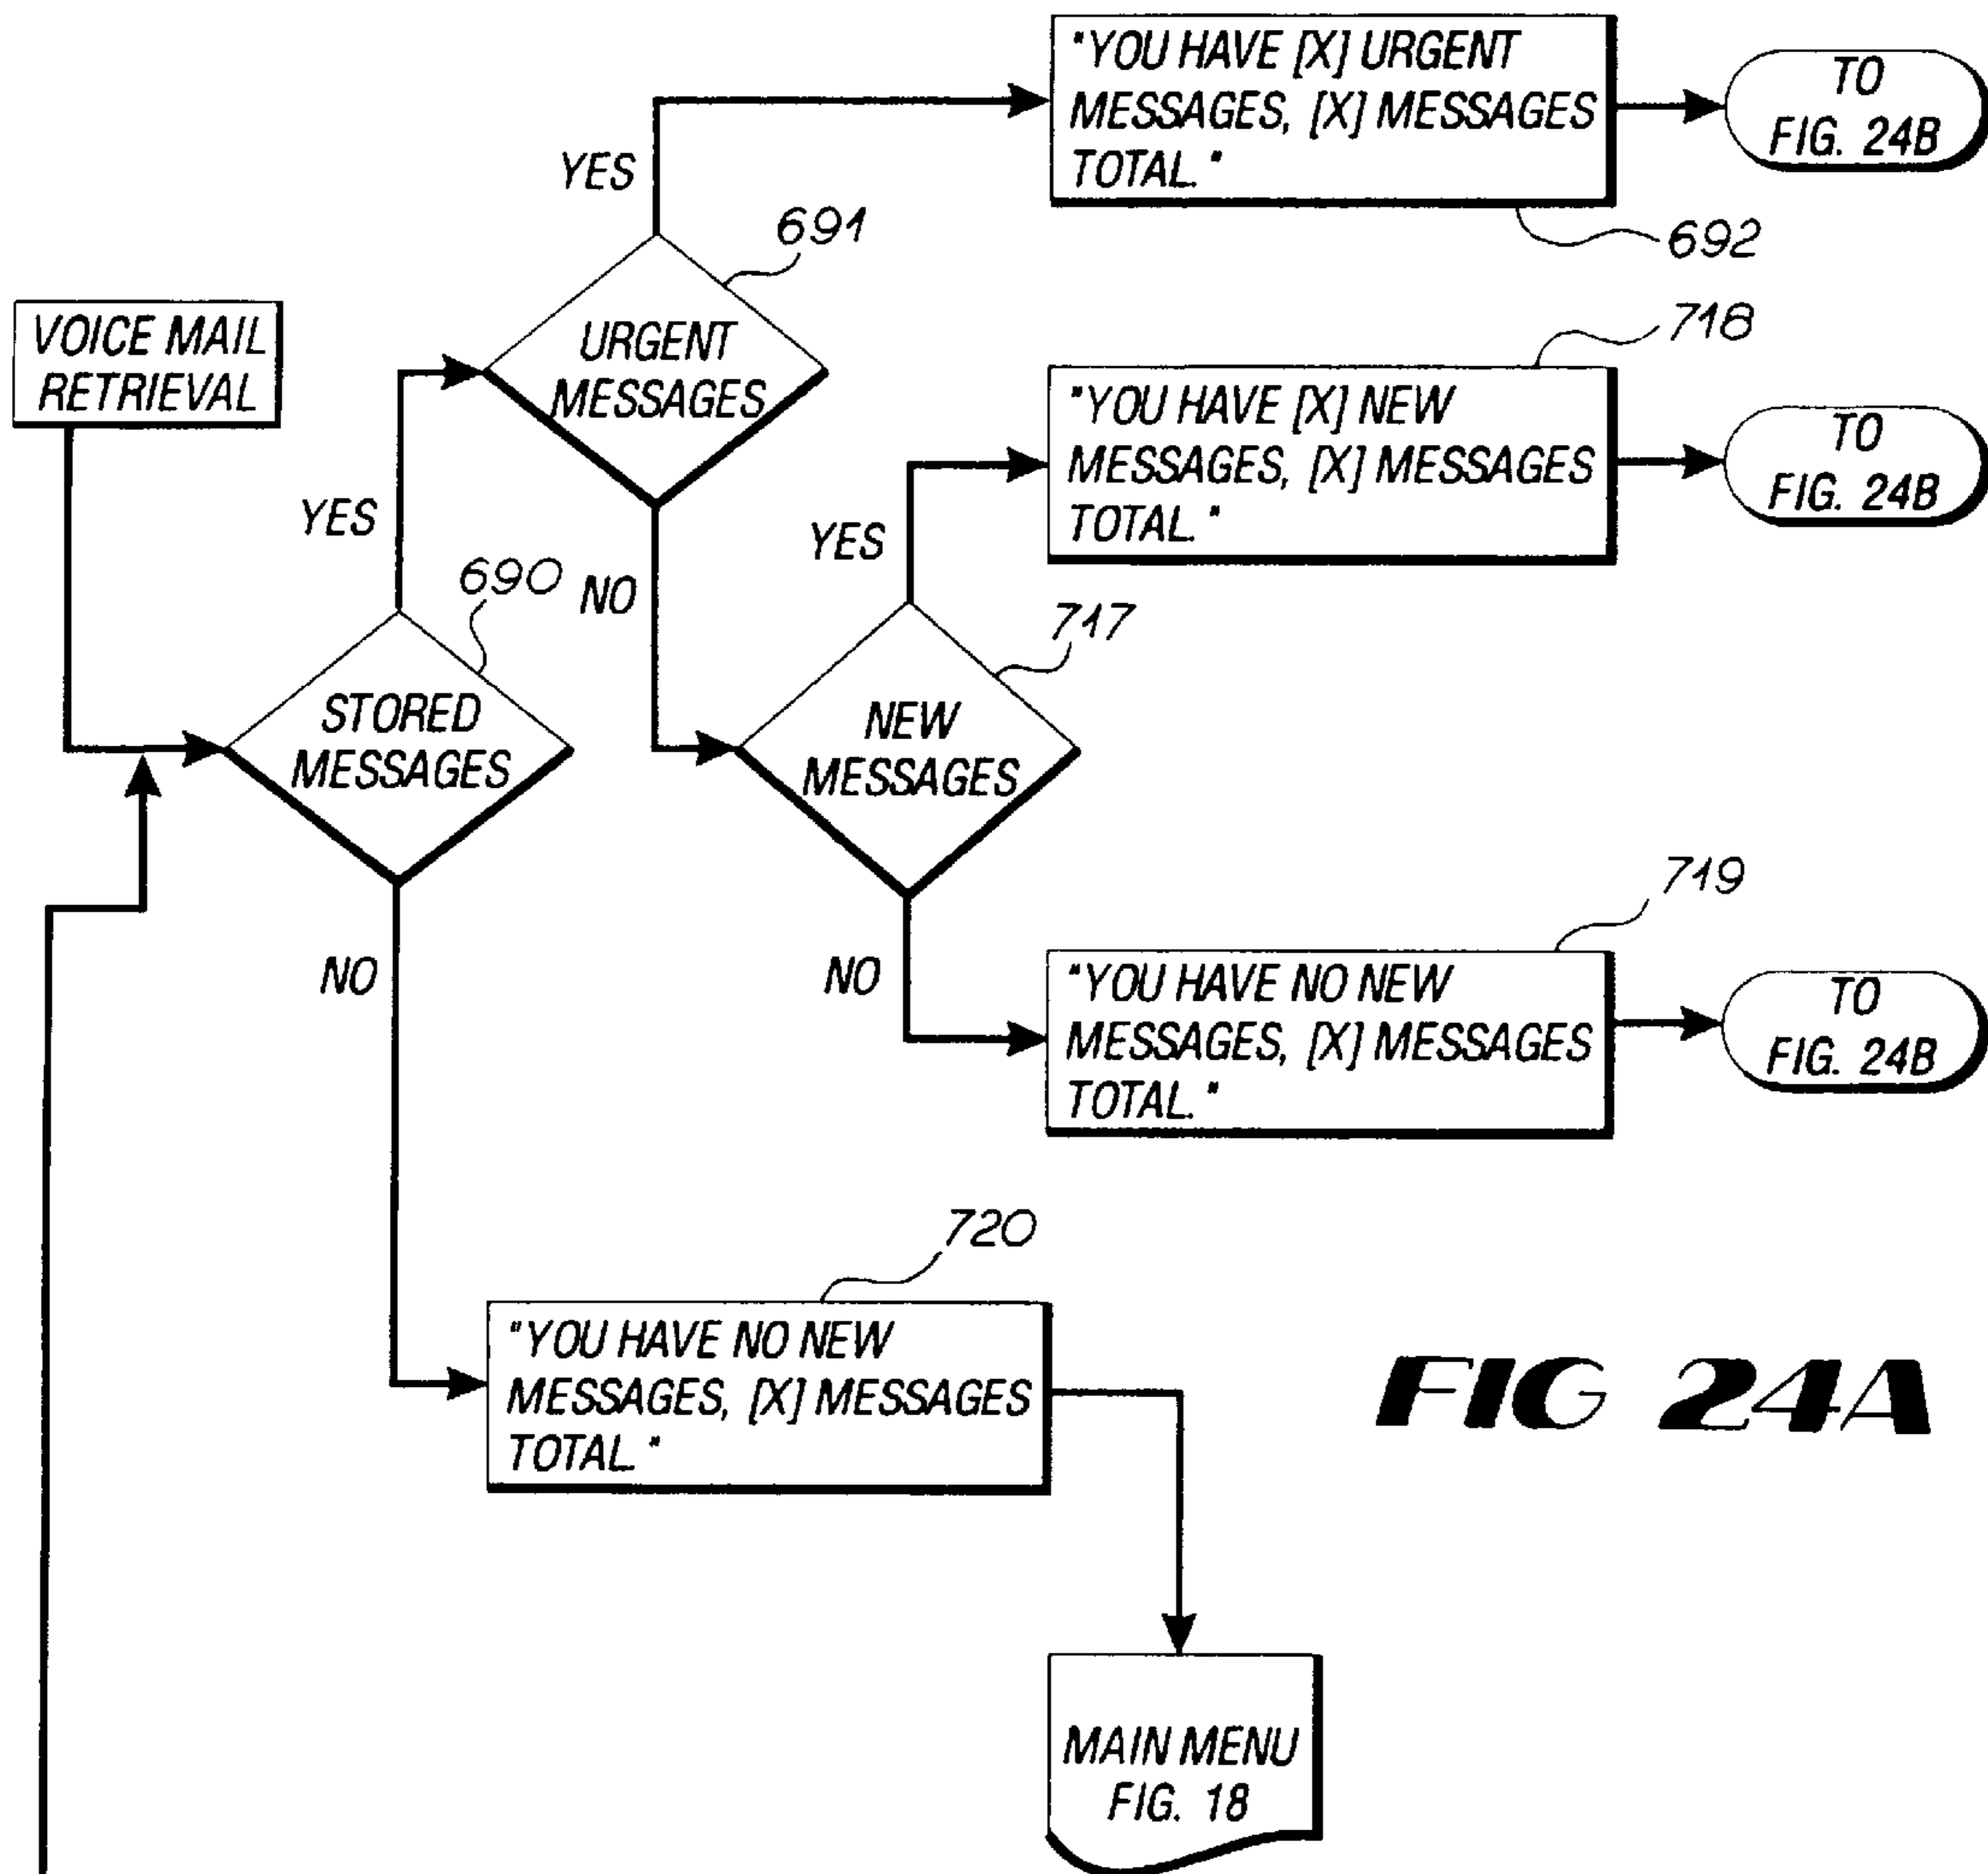 "YOU HAVE [X] URGENT
MESSAGES, [X] MESSAGES
TOTAL."
TO
FIG. 24B
YES
691
692
VOICE MAIL
RETRIEVAL
URGENT
MESSAGES
718
"YOU HAVE [X] NEW
MESSAGES, [X] MESSAGES
TOTAL."
TO
FIG. 24B
YES
YES
690
NO
717
STORED
MESSAGES
NEW
MESSAGES
719
NO
NO
"YOU HAVE NO NEW
MESSAGES, [X] MESSAGES
TOTAL."
TO
FIG. 24B
720
"YOU HAVE NO NEW
MESSAGES, [X] MESSAGES
TOTAL."
FIG 24A
MAIN MENU
FIG. 18